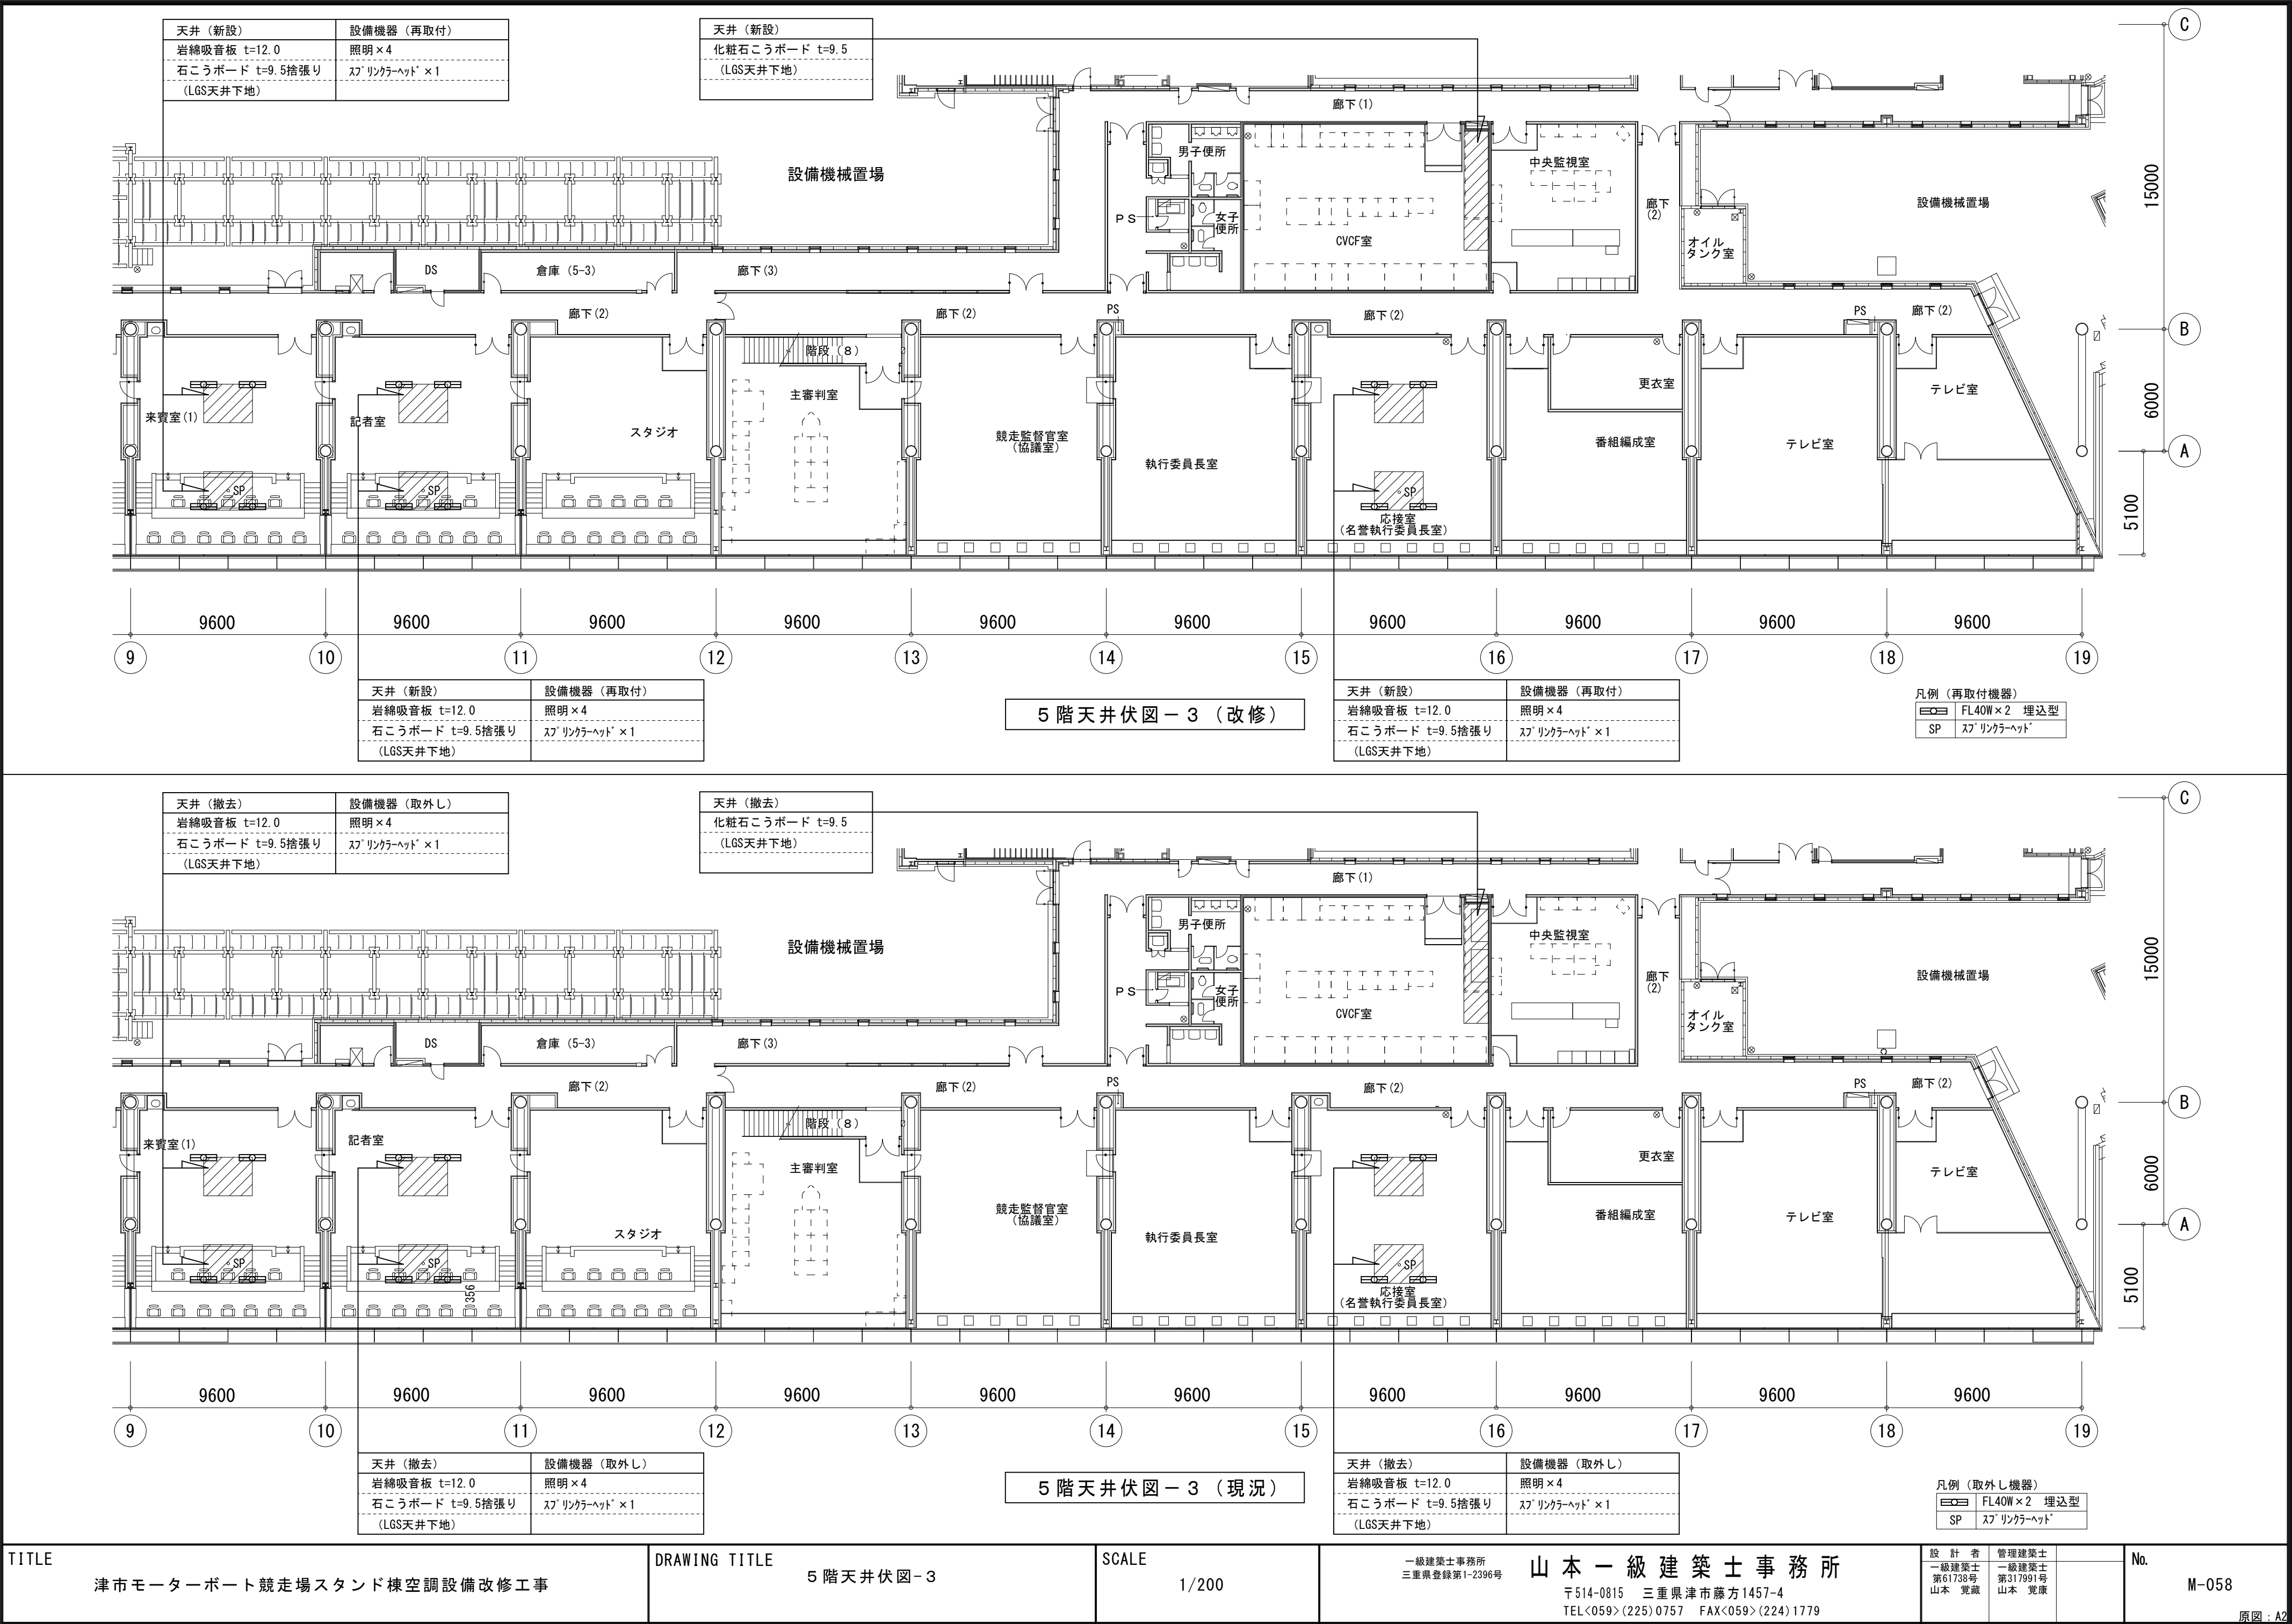 天井（新設） 設備機器（再取付）
岩綿吸音板 t=12.0 照明×4
石こうボード t=9.5捨張り ｽﾌﾟﾘﾝｸﾗｰﾍｯﾄﾞ×1
（LGS天井下地）
天井（新設）
化粧石こうボード t=9.5
（LGS天井下地）
C
廊下(1)
男子便所
中央監視室
設備機械置場
15000
PS
女子便所
廊下(2)
設備機械置場
CVCF室
オイルタンク室
DS
倉庫（5-3）
廊下(3)
廊下(2)
廊下(2)
PS
廊下(2)
PS
廊下(2)
B
階段（8）
更衣室
主審判室
テレビ室
6000
来賓室(1)
記者室
スタジオ
競走監督官室
（協議室）
番組編成室
テレビ室
A
執行委員長室
SP
SP
SP
5100
応接室
（名誉執行委員長室）
9600 9600 9600 9600 9600 9600 9600 9600 9600 9600
9 10 11 12 13 14 15 16 17 18 19
天井（新設） 設備機器（再取付）
岩綿吸音板 t=12.0 照明×4
石こうボード t=9.5捨張り ｽﾌﾟﾘﾝｸﾗｰﾍｯﾄﾞ×1
（LGS天井下地）
5階天井伏図－3（改修）
天井（新設） 設備機器（再取付）
岩綿吸音板 t=12.0 照明×4
石こうボード t=9.5捨張り ｽﾌﾟﾘﾝｸﾗｰﾍｯﾄﾞ×1
（LGS天井下地）
凡例（再取付機器）
FL40W×2 埋込型
SP ｽﾌﾟﾘﾝｸﾗｰﾍｯﾄﾞ
天井（撤去） 設備機器（取外し）
岩綿吸音板 t=12.0 照明×4
石こうボード t=9.5捨張り ｽﾌﾟﾘﾝｸﾗｰﾍｯﾄﾞ×1
（LGS天井下地）
天井（撤去）
化粧石こうボード t=9.5
（LGS天井下地）
C
廊下(1)
男子便所
中央監視室
設備機械置場
15000
PS
女子便所
廊下(2)
設備機械置場
CVCF室
オイルタンク室
DS
倉庫（5-3）
廊下(3)
廊下(2)
廊下(2)
PS
廊下(2)
PS
廊下(2)
B
階段（8）
来賓室(1)
記者室
更衣室
主審判室
テレビ室
6000
競走監督官室
（協議室）
番組編成室
テレビ室
A
スタジオ
執行委員長室
SP
SP
SP
356
5100
応接室
（名誉執行委員長室）
9600 9600 9600 9600 9600 9600 9600 9600 9600 9600
9 10 11 12 13 14 15 16 17 18 19
天井（撤去） 設備機器（取外し）
岩綿吸音板 t=12.0 照明×4
石こうボード t=9.5捨張り ｽﾌﾟﾘﾝｸﾗｰﾍｯﾄﾞ×1
（LGS天井下地）
5階天井伏図－3（現況）
天井（撤去） 設備機器（取外し）
岩綿吸音板 t=12.0 照明×4
石こうボード t=9.5捨張り ｽﾌﾟﾘﾝｸﾗｰﾍｯﾄﾞ×1
（LGS天井下地）
凡例（取外し機器）
FL40W×2 埋込型
SP ｽﾌﾟﾘﾝｸﾗｰﾍｯﾄﾞ
TITLE
津市モーターボート競走場スタンド棟空調設備改修工事
DRAWING TITLE
5階天井伏図-3
SCALE
1/200
一級建築士事務所
三重県登録第1-2396号
山本一級建築士事務所
〒514-0815 三重県津市藤方1457-4
TEL<059>(225)0757 FAX<059>(224)1779
設計者
一級建築士
第61738号
山本 覚蔵
管理建築士
一級建築士
第317991号
山本 覚康
No.
M-058
原図：A2